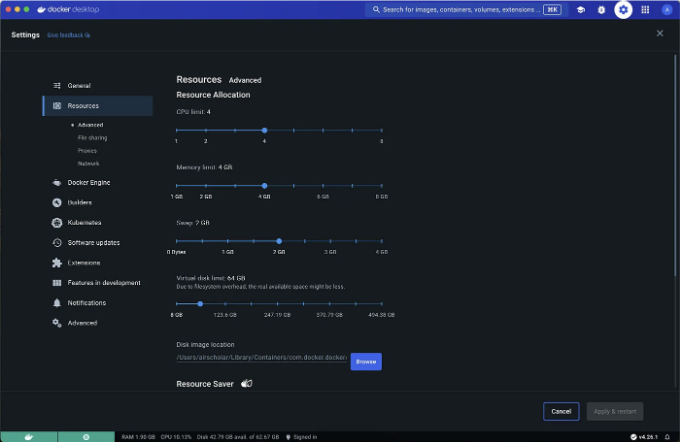 docker desktop
Search for images, containers, volumes, extensions ... ⌘K
A
Settings Give feedback
General
Resources
Advanced
File sharing
Proxies
Network
Docker Engine
Builders
Kubernetes
Software updates
Extensions
Features in development
Notifications
Advanced
Resources Advanced
Resource Allocation
CPU limit: 4
1 2 4 8
Memory limit: 4 GB
1 GB 2 GB 4 GB 6 GB 8 GB
Swap: 2 GB
0 Bytes 1 GB 2 GB 3 GB 4 GB
Virtual disk limit: 64 GB
Due to filesystem overhead, the real available space might be less.
8 GB 123.6 GB 247.19 GB 370.79 GB 494.38 GB
Disk image location
/Users/airscholar/Library/Containers/com.docker.docker/
Browse
Resource Saver
Cancel Apply & restart
RAM 1.90 GB CPU 10.13% Disk 42.79 GB avail. of 62.67 GB Signed in v4.26.1